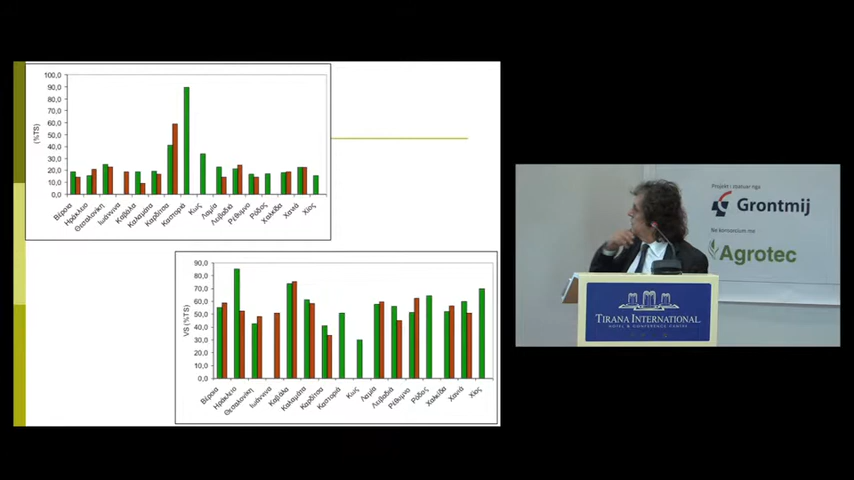 100,0
90,0
80,0
70,0
60,0
50,0
40,0
30,0
20,0
10,0
0,0
(%TS)
Βέροια
Ηράκλειο
Θεσαλονίκη
Ιωάννινα
Καβάλα
Καλαμάτα
Καρδίτσα
Καστοριά
Κως
Λαμία
Λειβαδιά
Ρέθυμνο
Ρόδος
Χαλκίδα
Χανιά
Χίος
90,0
80,0
70,0
60,0
50,0
40,0
30,0
20,0
10,0
0,0
VS (%TS)
Βέροια
Ηράκλειο
Θεσαλονίκη
Ιωάννινα
Καβάλα
Καλαμάτα
Καρδίτσα
Καστοριά
Κως
Λαμία
Λειβαδιά
Ρέθυμνο
Ρόδος
Χαλκίδα
Χανιά
Χίος
Projekt i zbatuar nga
Grontmij
Në konsorcium me
Agrotec
TIRANA INTERNATIONAL
HOTEL & CONFERENCE CENTRE